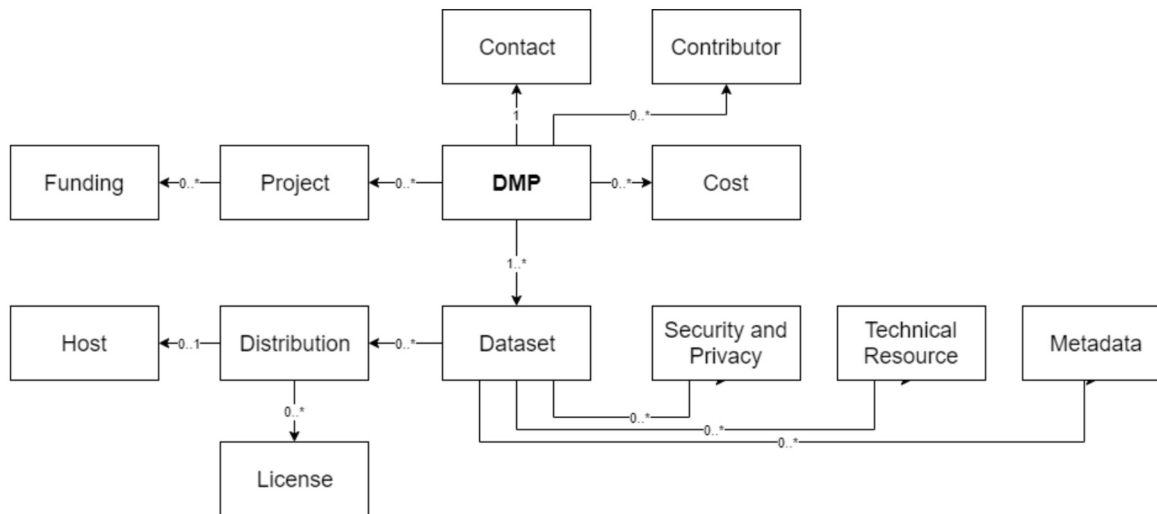 Contact
Contributor
1
0..*
Funding
0..*
Project
0..*
DMP
0..*
Cost
1..*
Host
0..1
Distribution
0..*
Dataset
Security and
Privacy
Technical
Resource
Metadata
0..*
0..*
0..*
0..*
License